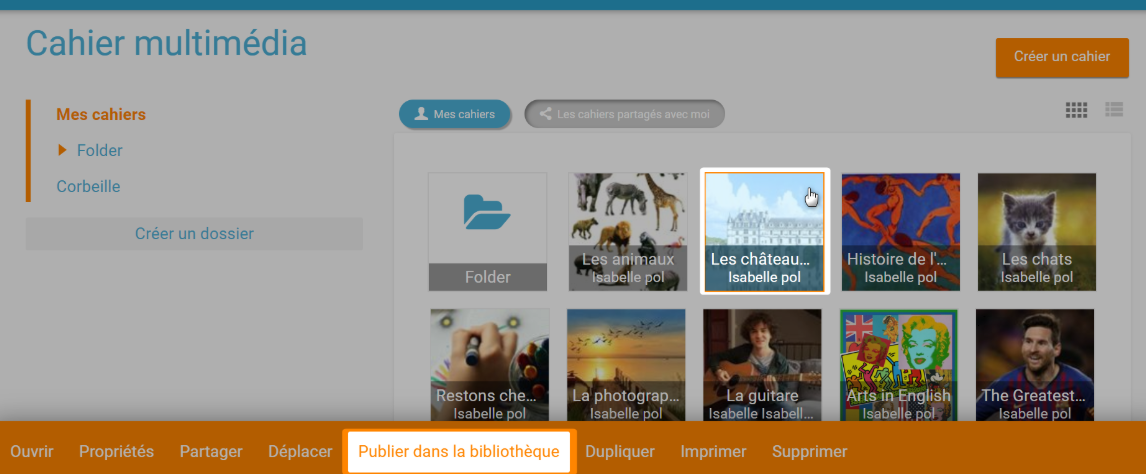 Cahier multimédia
Créer un cahier
Mes cahiers
Folder
Corbeille
Créer un dossier
Mes cahiers
Les cahiers partagés avec moi
Folder
Les animaux
Isabelle pol
Les château...
Isabelle pol
Histoire de l'...
Isabelle pol
Les chats
Isabelle pol
Restons che...
Isabelle pol
La photograp...
Isabelle pol
La guitare
Isabelle Isabell...
Arts in English
Isabelle pol
The Greatest...
Isabelle pol
Ouvrir Propriétés Partager Déplacer Publier dans la bibliothèque Dupliquer Imprimer Supprimer